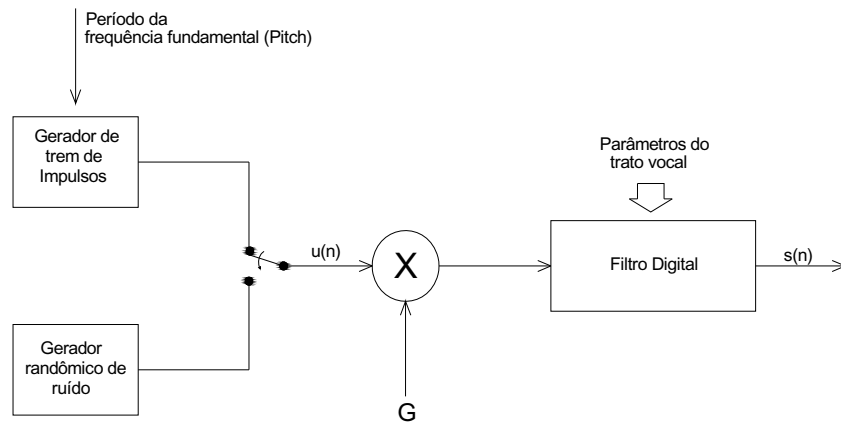 Período da
frequência fundamental (Pitch)
Gerador de
trem de
Impulsos
Parâmetros do
trato vocal
u(n)
X
Filtro Digital
s(n)
Gerador
randômico de
ruído
G